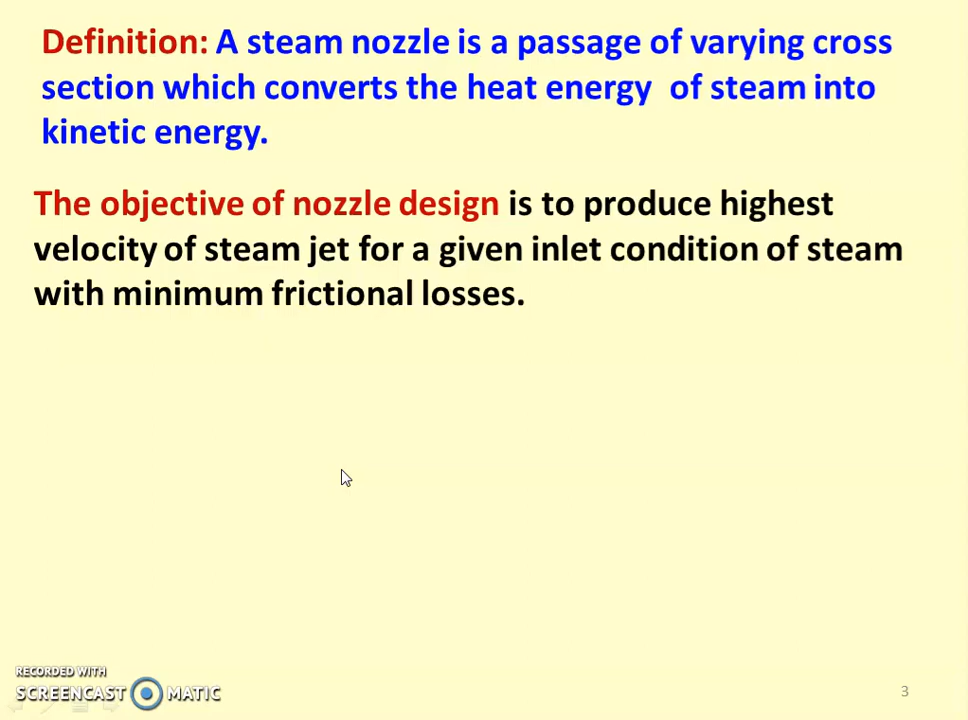 Definition: A steam nozzle is a passage of varying cross
section which converts the heat energy  of steam into
kinetic energy.
The objective of nozzle design is to produce highest
velocity of steam jet for a given inlet condition of steam
with minimum frictional losses.
RECORDED WITH
SCREENCAST MATIC
3